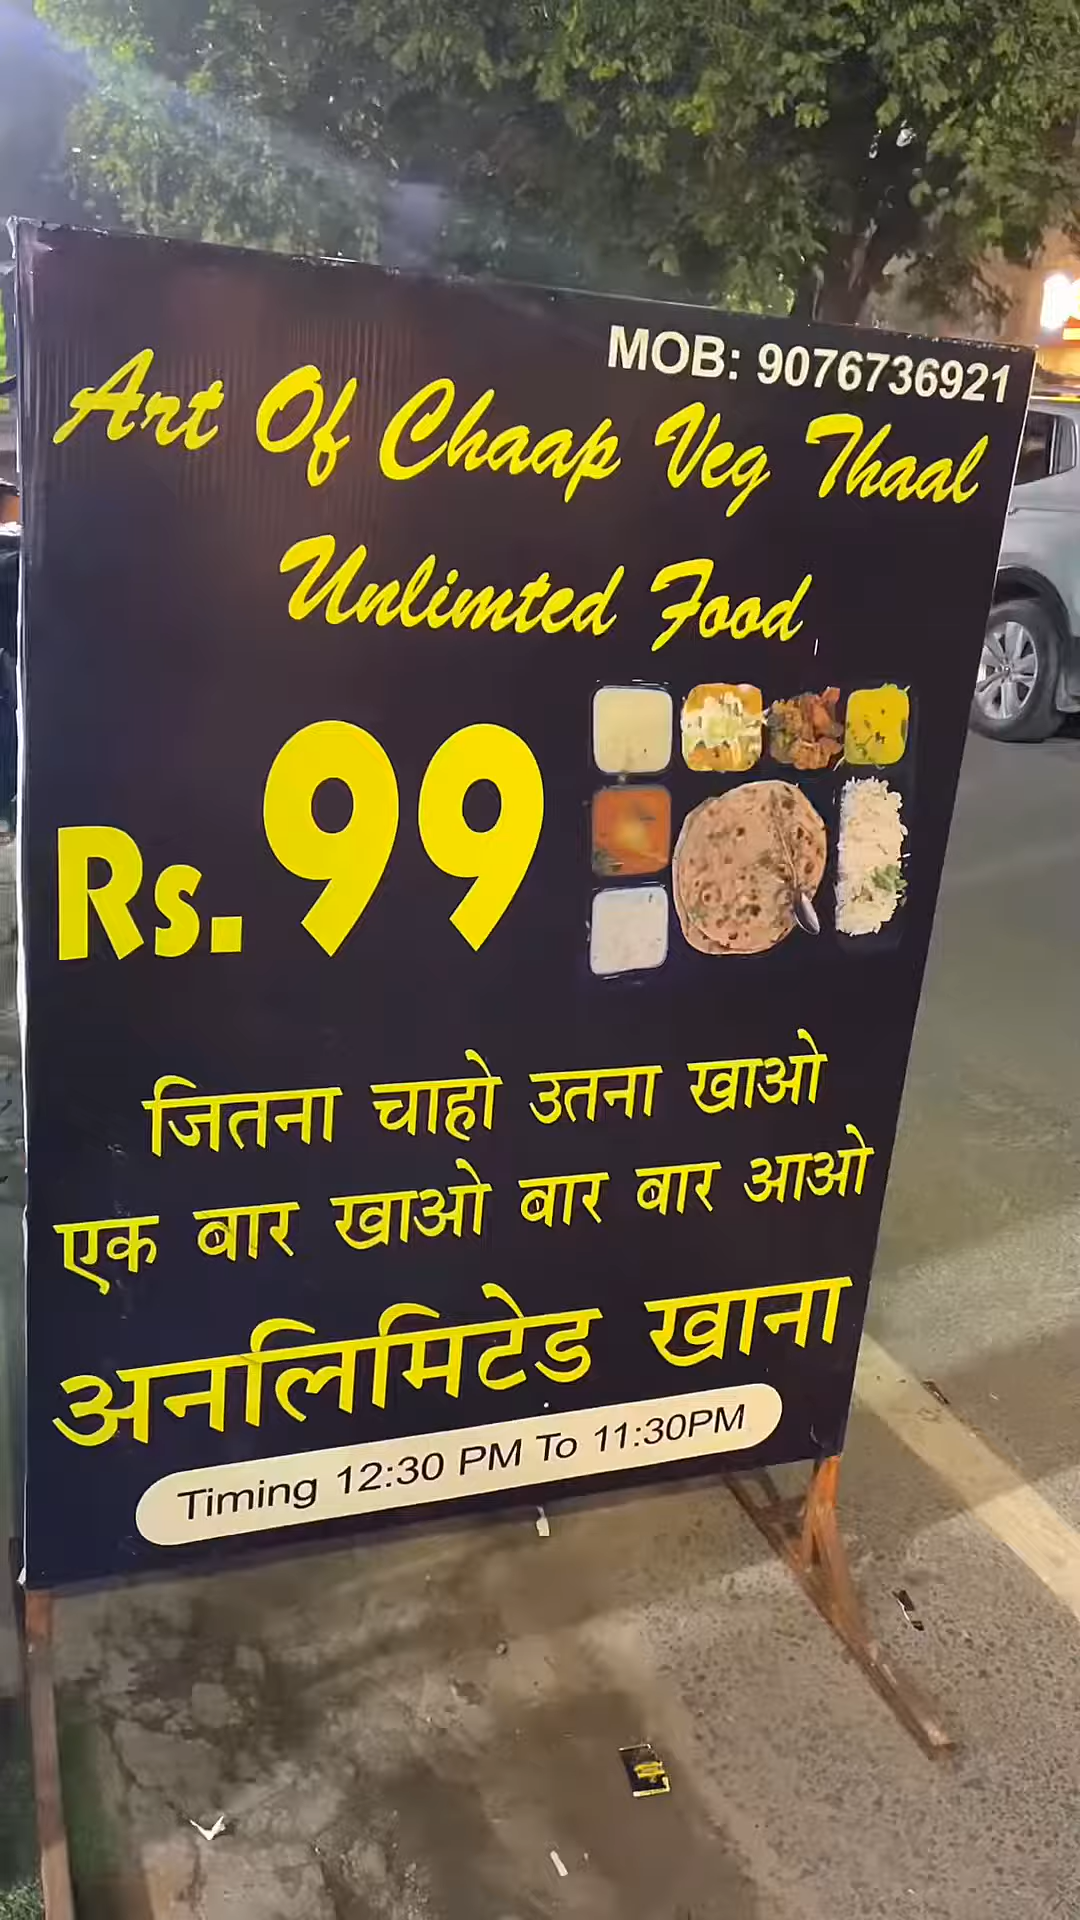 MOB: 9076736921
Art Of Chaap Veg Thaal
Unlimted Food
Rs. 99
जितना चाहो उतना खाओ
एक बार खाओ बार बार आओ
अनलिमिटेड खाना
Timing 12:30 PM To 11:30PM